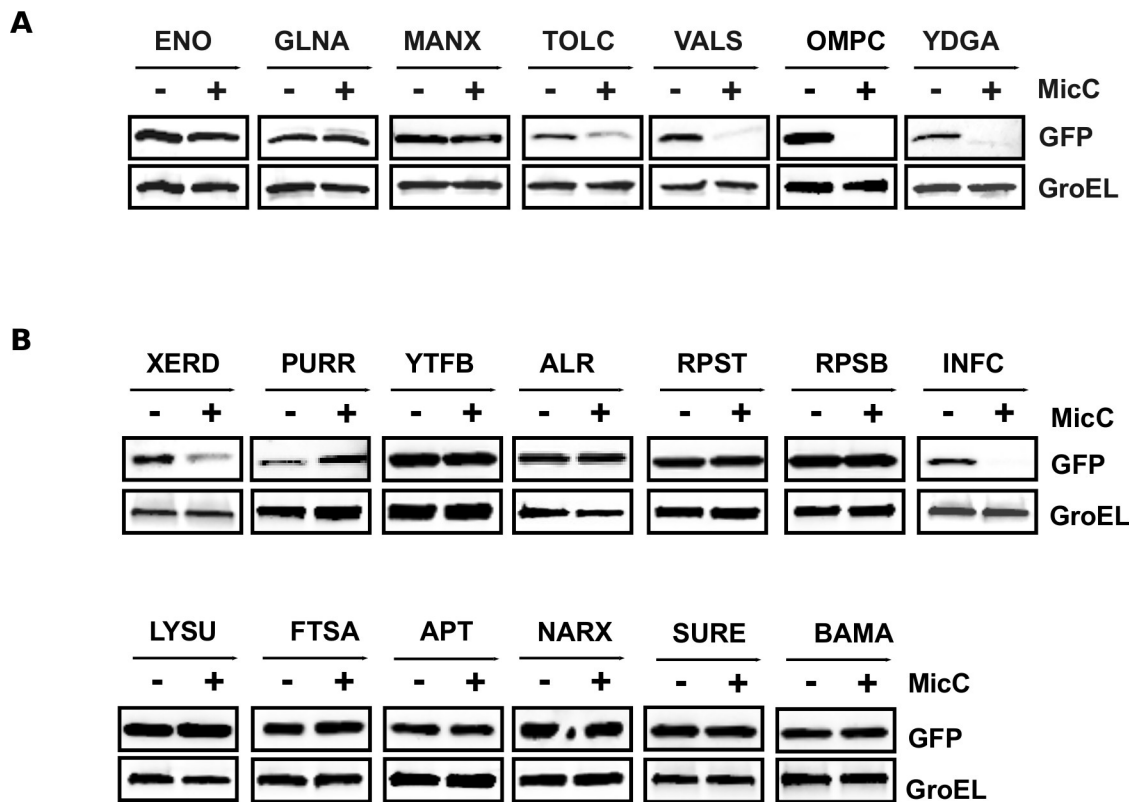 A
ENO GLNA MANX TOLC VALS OMPC YDGA
- + - + - + - + - + - + - + MicC
GFP
GroEL
B
XERD PURR YTFB ALR RPST RPSB INFC
- + - + - + - + - + - + - + MicC
GFP
GroEL
LYSU FTSA APT NARX SURE BAMA
- + - + - + - + - + - + MicC
GFP
GroEL